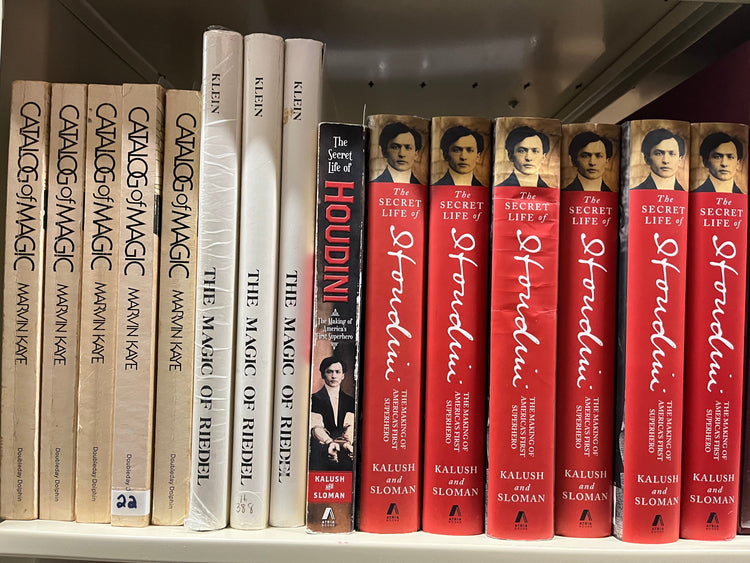 CATALOG of MAGIC MARVIN KAYE Doubleday Dolphin
CATALOG of MAGIC MARVIN KAYE Doubleday Dolphin
CATALOG of MAGIC MARVIN KAYE Doubleday Dolphin
CATALOG of MAGIC MARVIN KAYE
22
CATALOG of MAGIC MARVIN KAYE Doubleday Dolphin
KLEIN THE MAGIC OF RIEDEL
KLEIN THE MAGIC OF RIEDEL
388
KLEIN THE MAGIC OF RIEDEL
The Secret
Life of
HOUDINI
The Making of
America's
First Superhero
KALUSH
and
SLOMAN
ATRIA
BOOKS
The
SECRET
LIFE of
Houdini
THE MAKING OF
AMERICA'S FIRST
SUPERHERO
KALUSH
and
SLOMAN
ATRIA
BOOKS
The
SECRET
LIFE of
Houdini
THE MAKING OF
AMERICA'S FIRST
SUPERHERO
KALUSH
and
SLOMAN
ATRIA
BOOKS
The
SECRET
LIFE of
Houdini
THE MAKING OF
AMERICA'S FIRST
SUPERHERO
KALUSH
and
SLOMAN
ATRIA
BOOKS
The
SECRET
LIFE of
Houdini
THE MAKING OF
AMERICA'S FIRST
SUPERHERO
KALUSH
and
SLOMAN
ATRIA
BOOKS
The
SECRET
LIFE of
Houdini
THE MAKING OF
AMERICA'S FIRST
SUPERHERO
KALUSH
and
SLOMAN
ATRIA
BOOKS
The
SECRET
LIFE of
Houdini
THE MAKING OF
AMERICA'S FIRST
SUPERHERO
KALUSH
and
SLOMAN
ATRIA
BOOKS